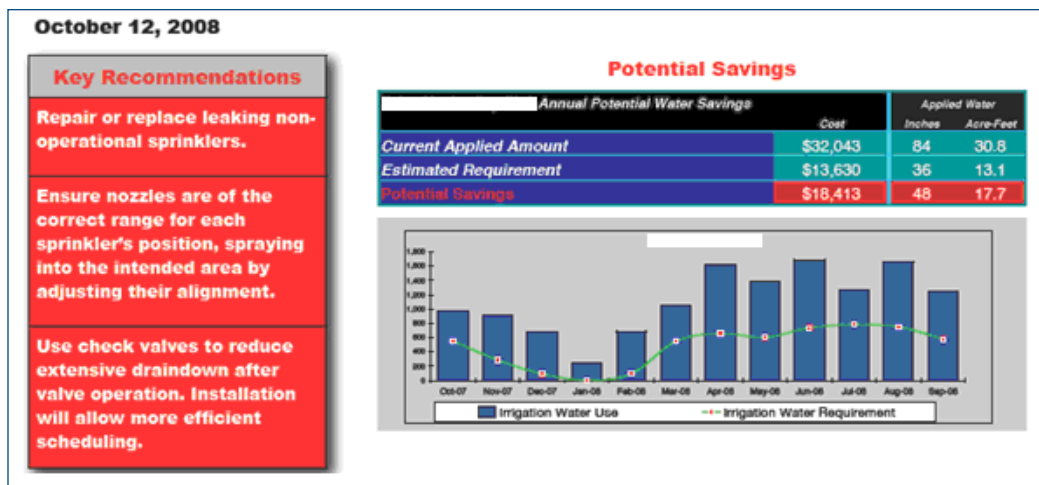 October 12, 2008
Key Recommendations
Repair or replace leaking non-
operational sprinklers.
Ensure nozzles are of the
correct range for each
sprinkler's position, spraying
into the intended area by
adjusting their alignment.
Use check valves to reduce
extensive draindown after
valve operation. Installation
will allow more efficient
scheduling.
Potential Savings
Annual Potential Water Savings
Applied Water
Cost Inches Acre-Feet
Current Applied Amount $32,043 84 30.8
Estimated Requirement $13,630 36 13.1
Potential Savings $18,413 48 17.7
1,800
1,600
1,400
1,200
1,000
800
600
400
200
0
Oct-07 Nov-07 Dec-07 Jan-08 Feb-08 Mar-08 Apr-08 May-08 Jun-08 Jul-08 Aug-08 Sep-08
Irrigation Water Use Irrigation Water Requirement